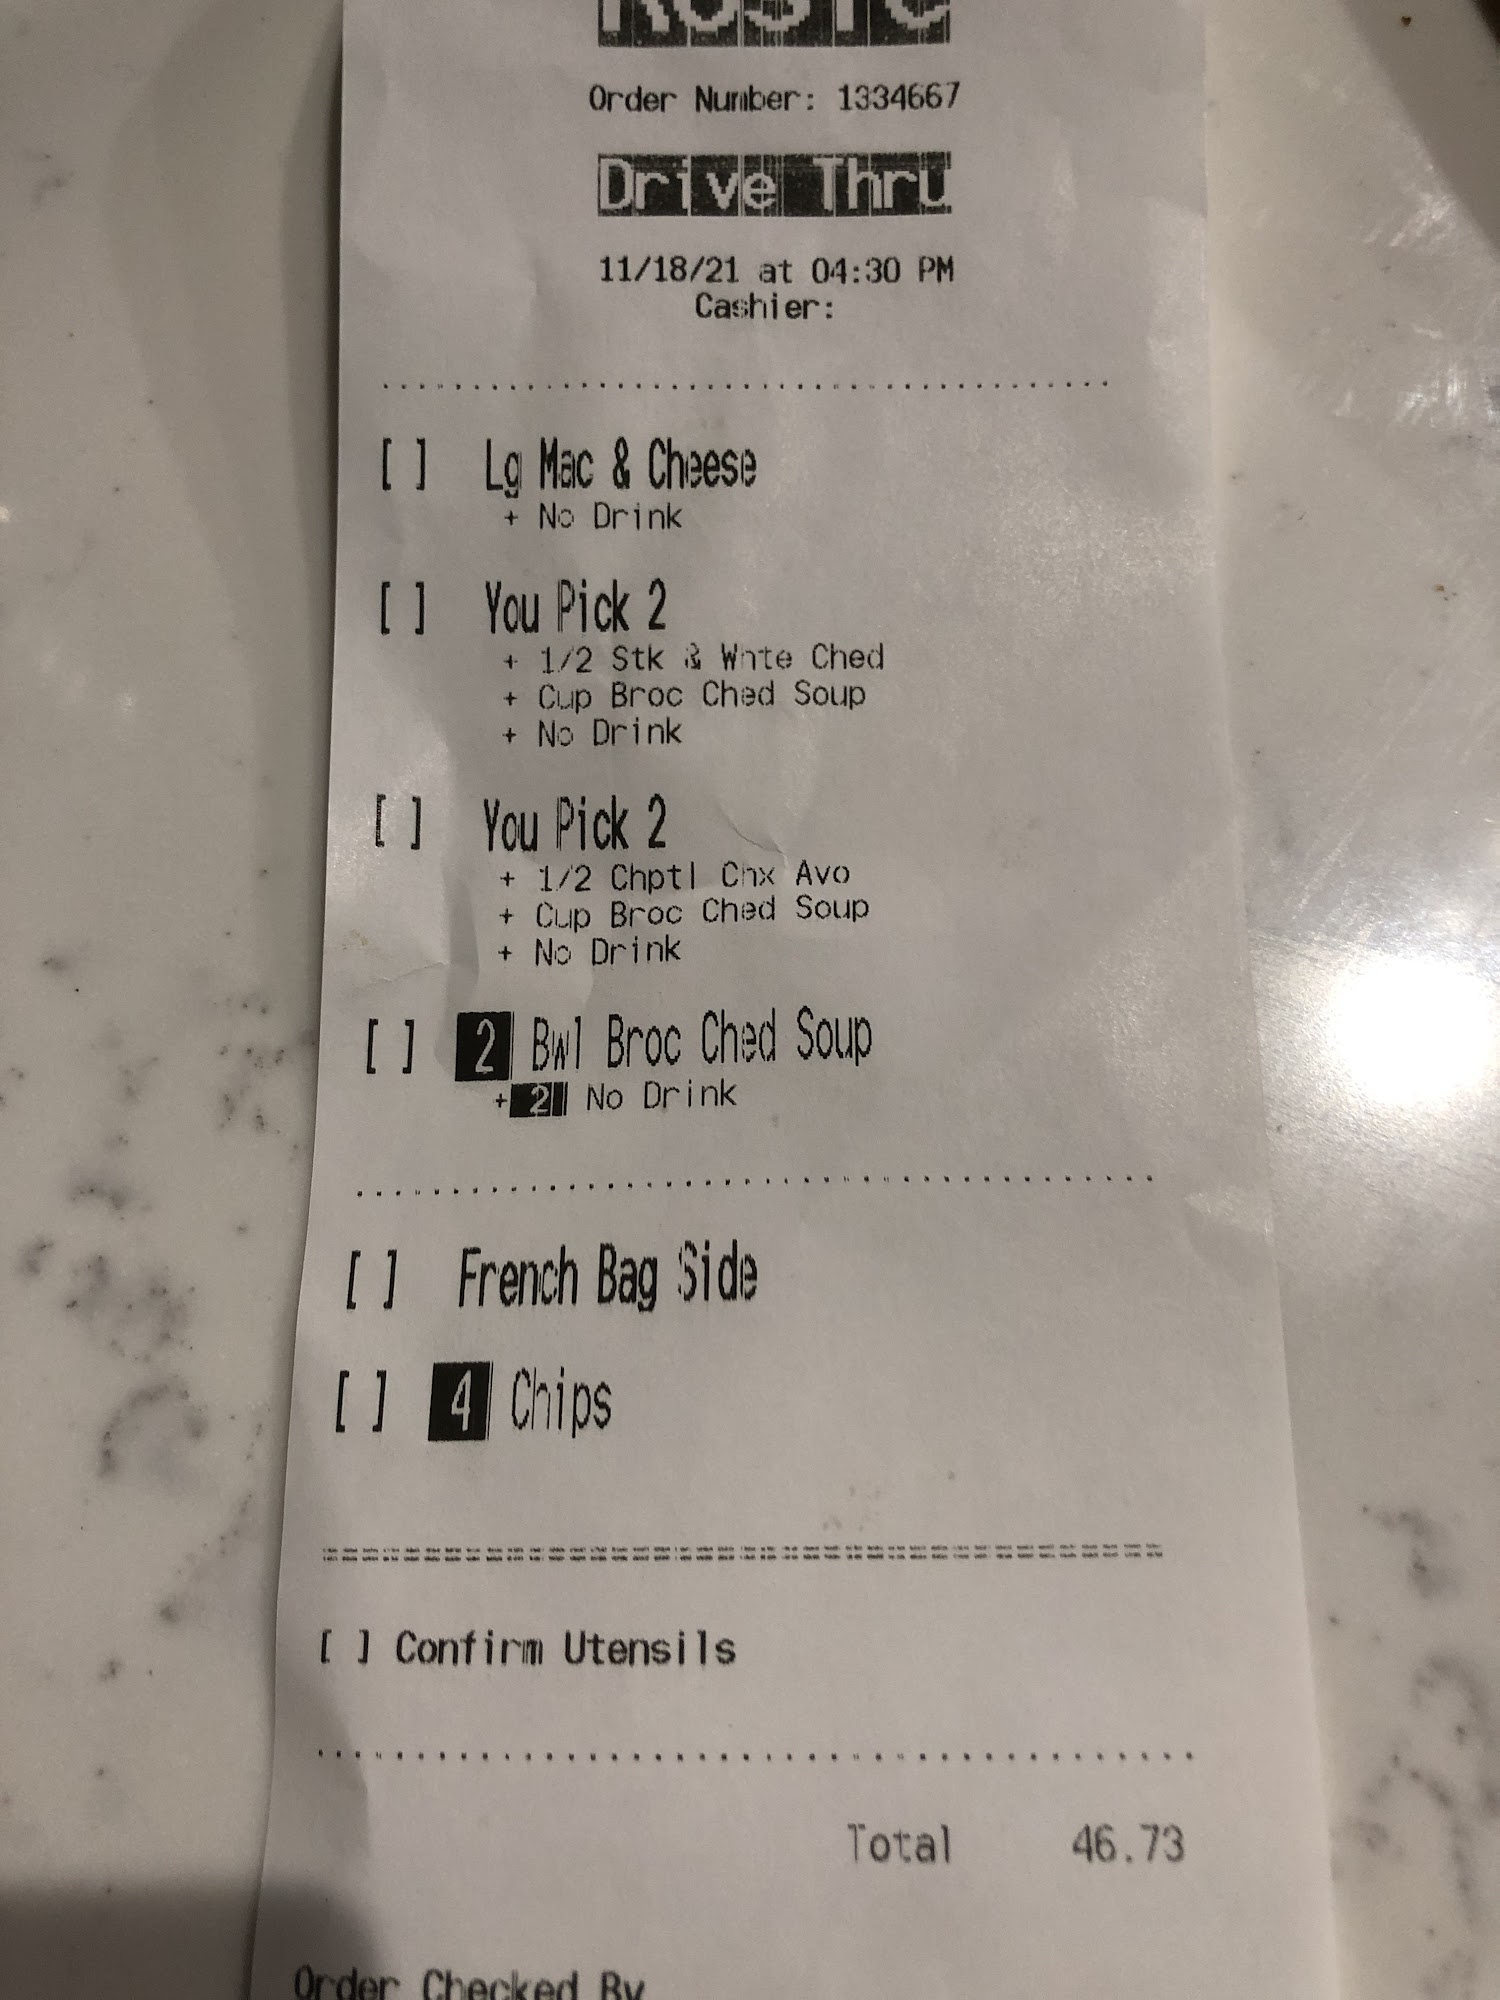 Order Number: 1334667
Drive Thru
11/18/21 at 04:30 PM
Cashier:
[ ] Lg Mac & Cheese
+ No Drink
[ ] You Pick 2
+ 1/2 Stk & Whte Ched
+ Cup Broc Ched Soup
+ No Drink
[ ] You Pick 2
+ 1/2 Chptl Chx Avo
+ Cup Broc Ched Soup
+ No Drink
[ ] 2 Bwl Broc Ched Soup
+ 2 No Drink
[ ] French Bag Side
[ ] 4 Chips
[ ] Confirm Utensils
Total 46.73
Order Checked By